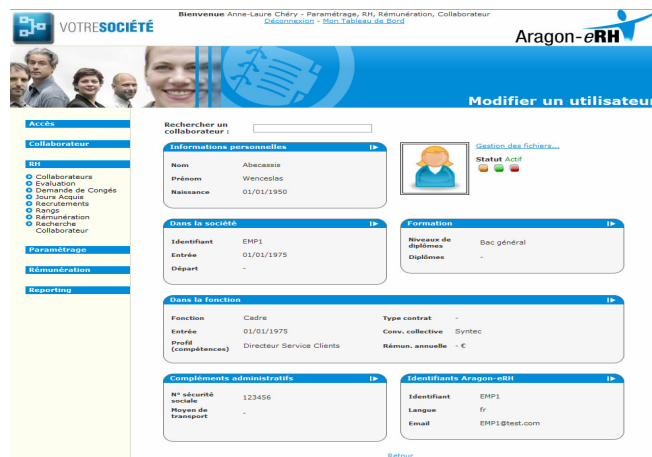 VOTRESOCIÉTÉ
Bienvenue Anne-Laure Chéry - Paramétrage, RH, Rémunération, Collaborateur
Déconnexion - Mon Tableau de Bord
Aragon-eRH
Modifier un utilisateur
Accès
Collaborateur
RH
Collaborateurs
Evaluation
Demande de Congés
Jours Acquis
Recrutements
Rangs
Rémunération
Recherche
Collaborateur
Paramétrage
Rémunération
Reporting
Rechercher un
collaborateur :
Informations personnelles
Nom Abecassis
Prénom Wenceslas
Naissance 01/01/1950
Gestion des fichiers...
Statut Actif
Dans la société
Identifiant EMP1
Entrée 01/01/1975
Départ -
Formation
Niveaux de
diplômes Bac général
Diplômes -
Dans la fonction
Fonction Cadre Type contrat -
Entrée 01/01/1975 Conv. collective Syntec
Profil
(compétences) Directeur Service Clients Rémun. annuelle - €
Compléments administratifs
N° sécurité
sociale 123456
Moyen de
transport -
Identifiants Aragon-eRH
Identifiant EMP1
Langue fr
Email EMP1@test.com
Retour